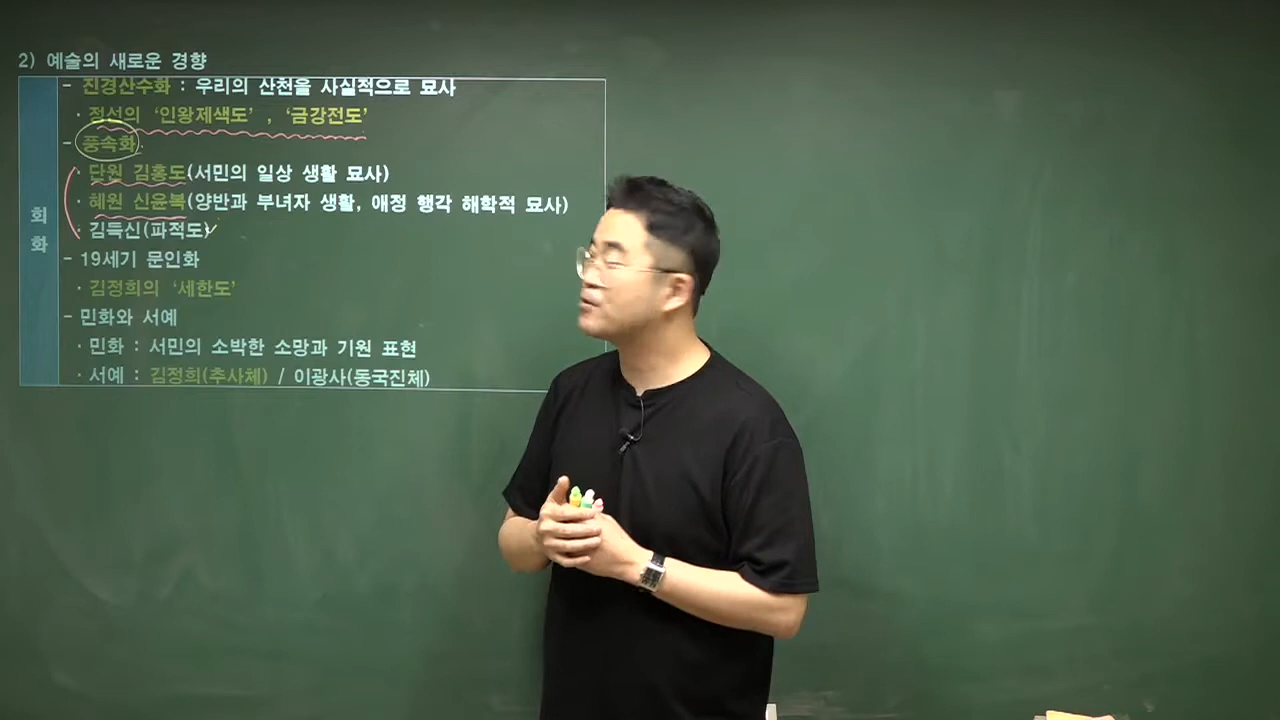 2) 예술의 새로운 경향
회화
- 진경산수화 : 우리의 산천을 사실적으로 묘사
· 정선의 ‘인왕제색도’ , ‘금강전도’
- 풍속화
· 단원 김홍도(서민의 일상 생활 묘사)
· 혜원 신윤복(양반과 부녀자 생활, 애정 행각 해학적 묘사)
· 김득신(파적도)
- 19세기 문인화
· 김정희의 ‘세한도’
- 민화와 서예
· 민화 : 서민의 소박한 소망과 기원 표현
· 서예 : 김정희(추사체) / 이광사(동국진체)